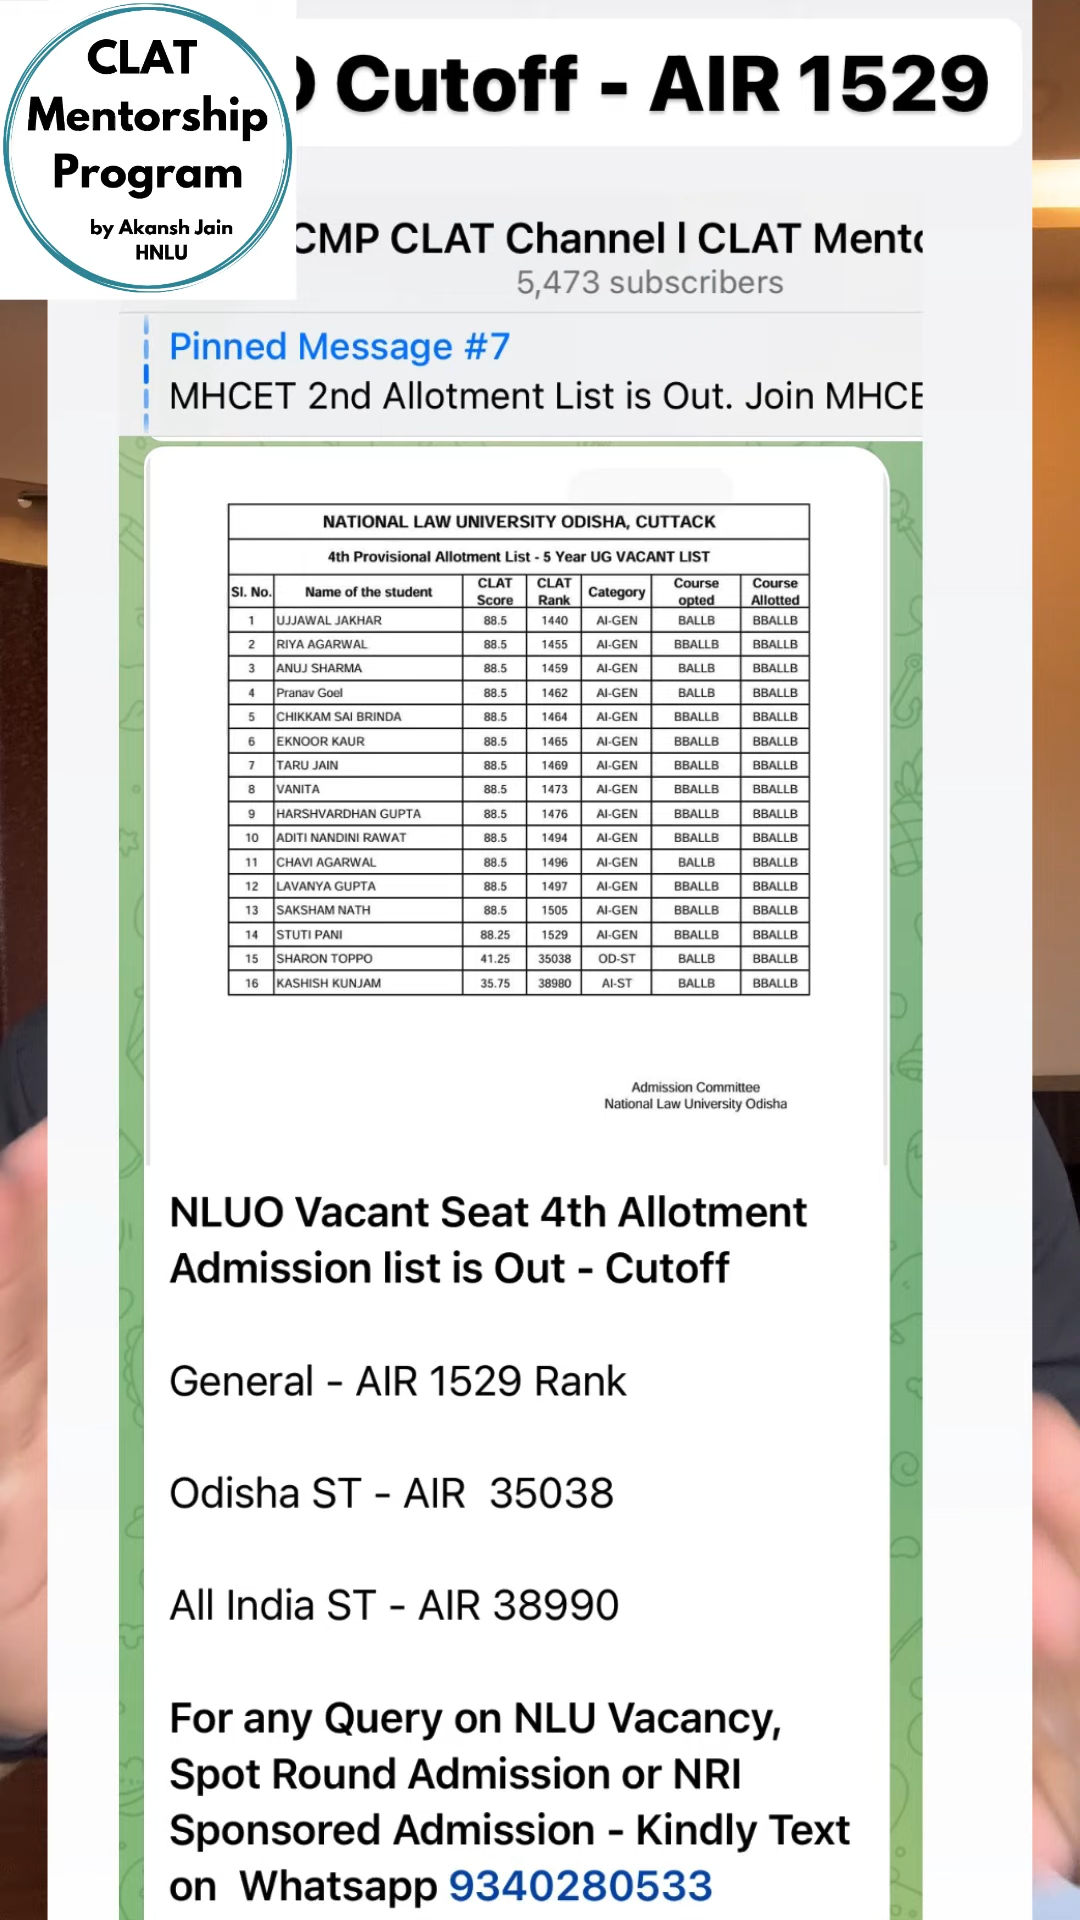 CLAT
Mentorship
Program
by Akansh Jain
HNLU
Cutoff - AIR 1529
CMP CLAT Channel | CLAT
5,473 subscribers
Pinned Message #7
MHCET 2nd Allotment List is Out. Join
NATIONAL LAW UNIVERSITY ODISHA, CUTTACK
4th Provisional Allotment List - 5 Year UG VACANT LIST
Sl. No. Name of the student CLAT Score CLAT Rank Category Course opted Course Allotted
1 UJJAWAL JAKHAR 88.5 1440 AI-GEN BALLB BBALLB
2 RIYA AGARWAL 88.5 1455 AI-GEN BBALLB BBALLB
3 ANUJ SHARMA 88.5 1459 AI-GEN BALLB BBALLB
4 Pranav Goel 88.5 1462 AI-GEN BALLB BBALLB
5 CHIKKAM SAI BRINDA 88.5 1464 AI-GEN BBALLB BBALLB
6 EKNOOR KAUR 88.5 1465 AI-GEN BBALLB BBALLB
7 TARU JAIN 88.5 1469 AI-GEN BBALLB BBALLB
8 VANITA 88.5 1473 AI-GEN BBALLB BBALLB
9 HARSHVARDHAN GUPTA 88.5 1476 AI-GEN BBALLB BBALLB
10 ADITI NANDINI RAWAT 88.5 1494 AI-GEN BBALLB BBALLB
11 CHAVI AGARWAL 88.5 1496 AI-GEN BALLB BBALLB
12 LAVANYA GUPTA 88.5 1497 AI-GEN BBALLB BBALLB
13 SAKSHAM NATH 88.5 1505 AI-GEN BBALLB BBALLB
14 STUTI PANI 88.25 1529 AI-GEN BBALLB BBALLB
15 SHARON TOPPO 41.25 35038 OD-ST BALLB BBALLB
16 KASHISH KUNJAM 35.75 38980 AI-ST BALLB BBALLB
Admission Committee
National Law University Odisha
NLUO Vacant Seat 4th Allotment
Admission list is Out - Cutoff
General - AIR 1529 Rank
Odisha ST - AIR 35038
All India ST - AIR 38990
For any Query on NLU Vacancy,
Spot Round Admission or NRI
Sponsored Admission - Kindly Text
on Whatsapp 9340280533